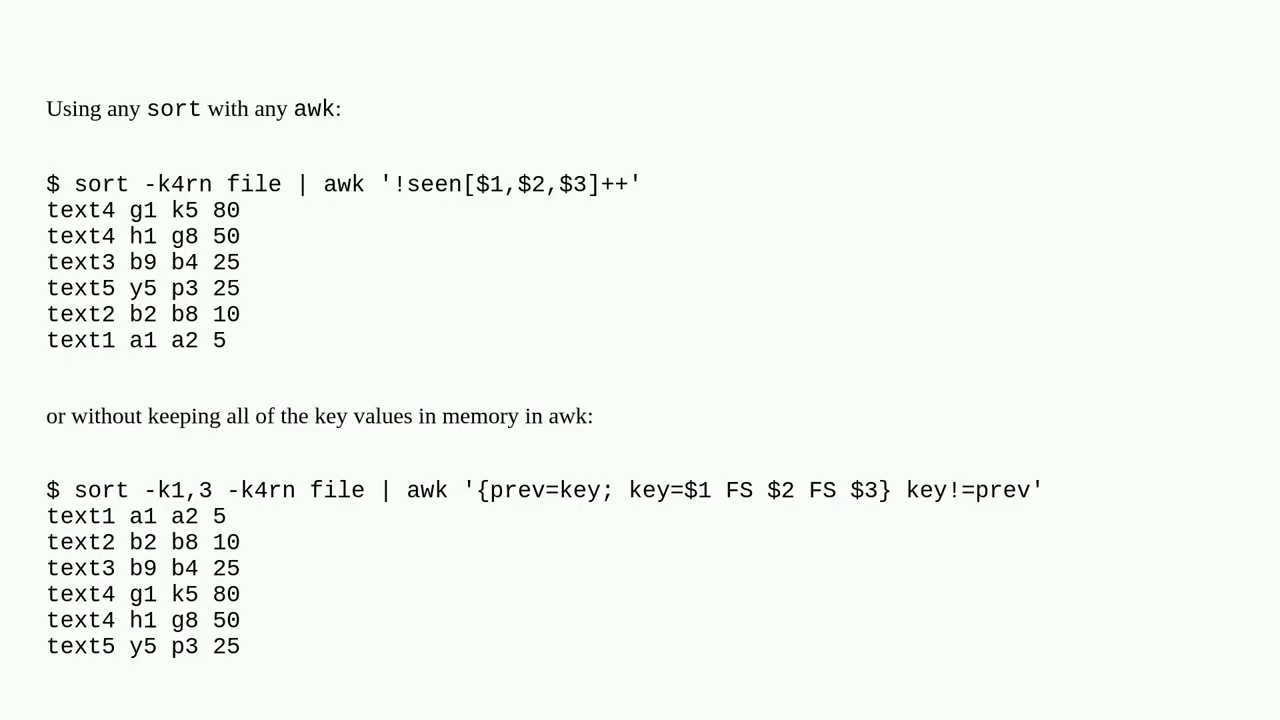 Using any sort with any awk:
$ sort -k4rn file | awk '!seen[$1,$2,$3]++'
text4 g1 k5 80
text4 h1 g8 50
text3 b9 b4 25
text5 y5 p3 25
text2 b2 b8 10
text1 a1 a2 5
or without keeping all of the key values in memory in awk:
$ sort -k1,3 -k4rn file | awk '{prev=key; key=$1 FS $2 FS $3} key!=prev'
text1 a1 a2 5
text2 b2 b8 10
text3 b9 b4 25
text4 g1 k5 80
text4 h1 g8 50
text5 y5 p3 25